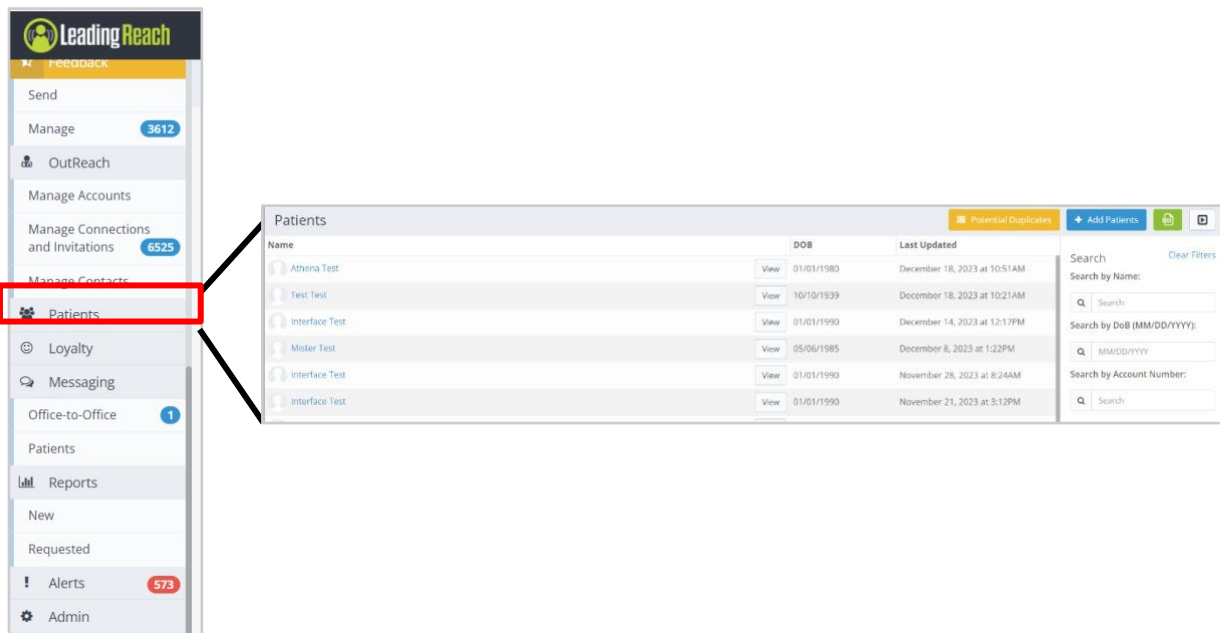 LeadingReach
Feedback
Send
Manage 3612
OutReach
Manage Accounts
Manage Connections
and Invitations 6525
Manage Contacts
Patients
Loyalty
Messaging
Office-to-Office 1
Patients
Reports
New
Requested
Alerts 573
Admin
Patients Potential Duplicates Add Patients
Name DOB Last Updated
Athena Test View 01/01/1980 December 18, 2023 at 10:51AM
Test Test View 10/10/1939 December 18, 2023 at 10:21AM
Interface Test View 01/01/1990 December 14, 2023 at 12:17PM
Mister Test View 05/06/1985 December 8, 2023 at 1:22PM
Interface Test View 01/01/1990 November 28, 2023 at 8:24AM
Interface Test View 01/01/1990 November 21, 2023 at 3:12PM
Search Clear Filters
Search by Name:
Search
Search by DoB (MM/DD/YYYY):
MM/DD/YYYY
Search by Account Number:
Search